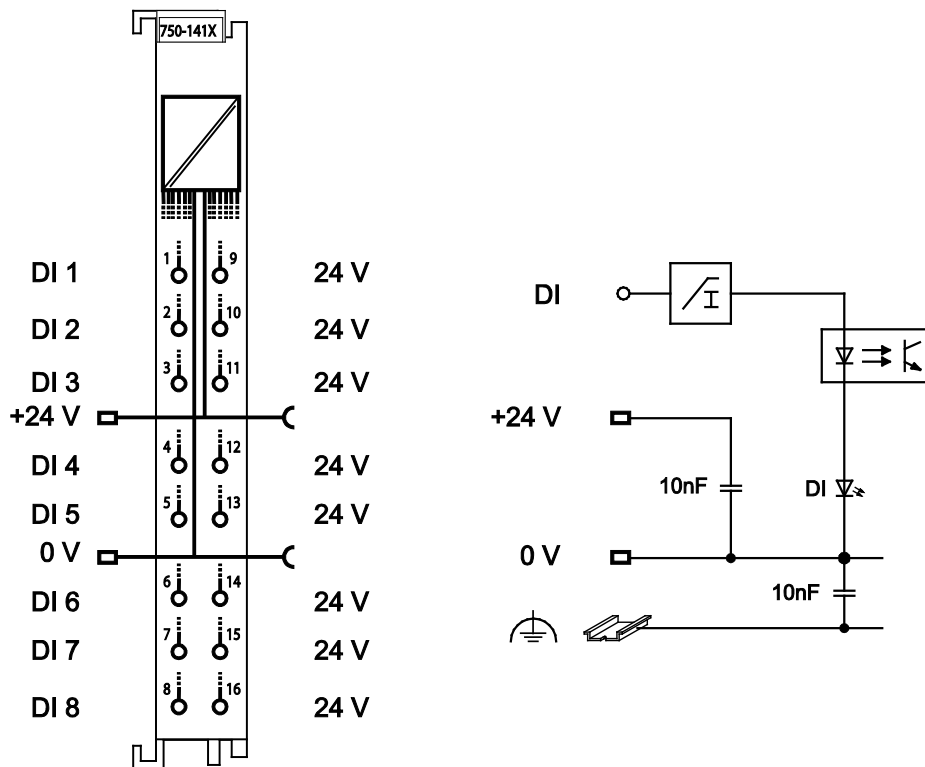 750-141X
1 9
DI 1 24 V
2 10
DI 2 24 V
3 11
DI 3 24 V
+24 V
4 12
DI 4 24 V
5 13
DI 5 24 V
0 V
6 14
DI 6 24 V
7 15
DI 7 24 V
8 16
DI 8 24 V
DI
I
+24 V
10nF
DI
0 V
10nF